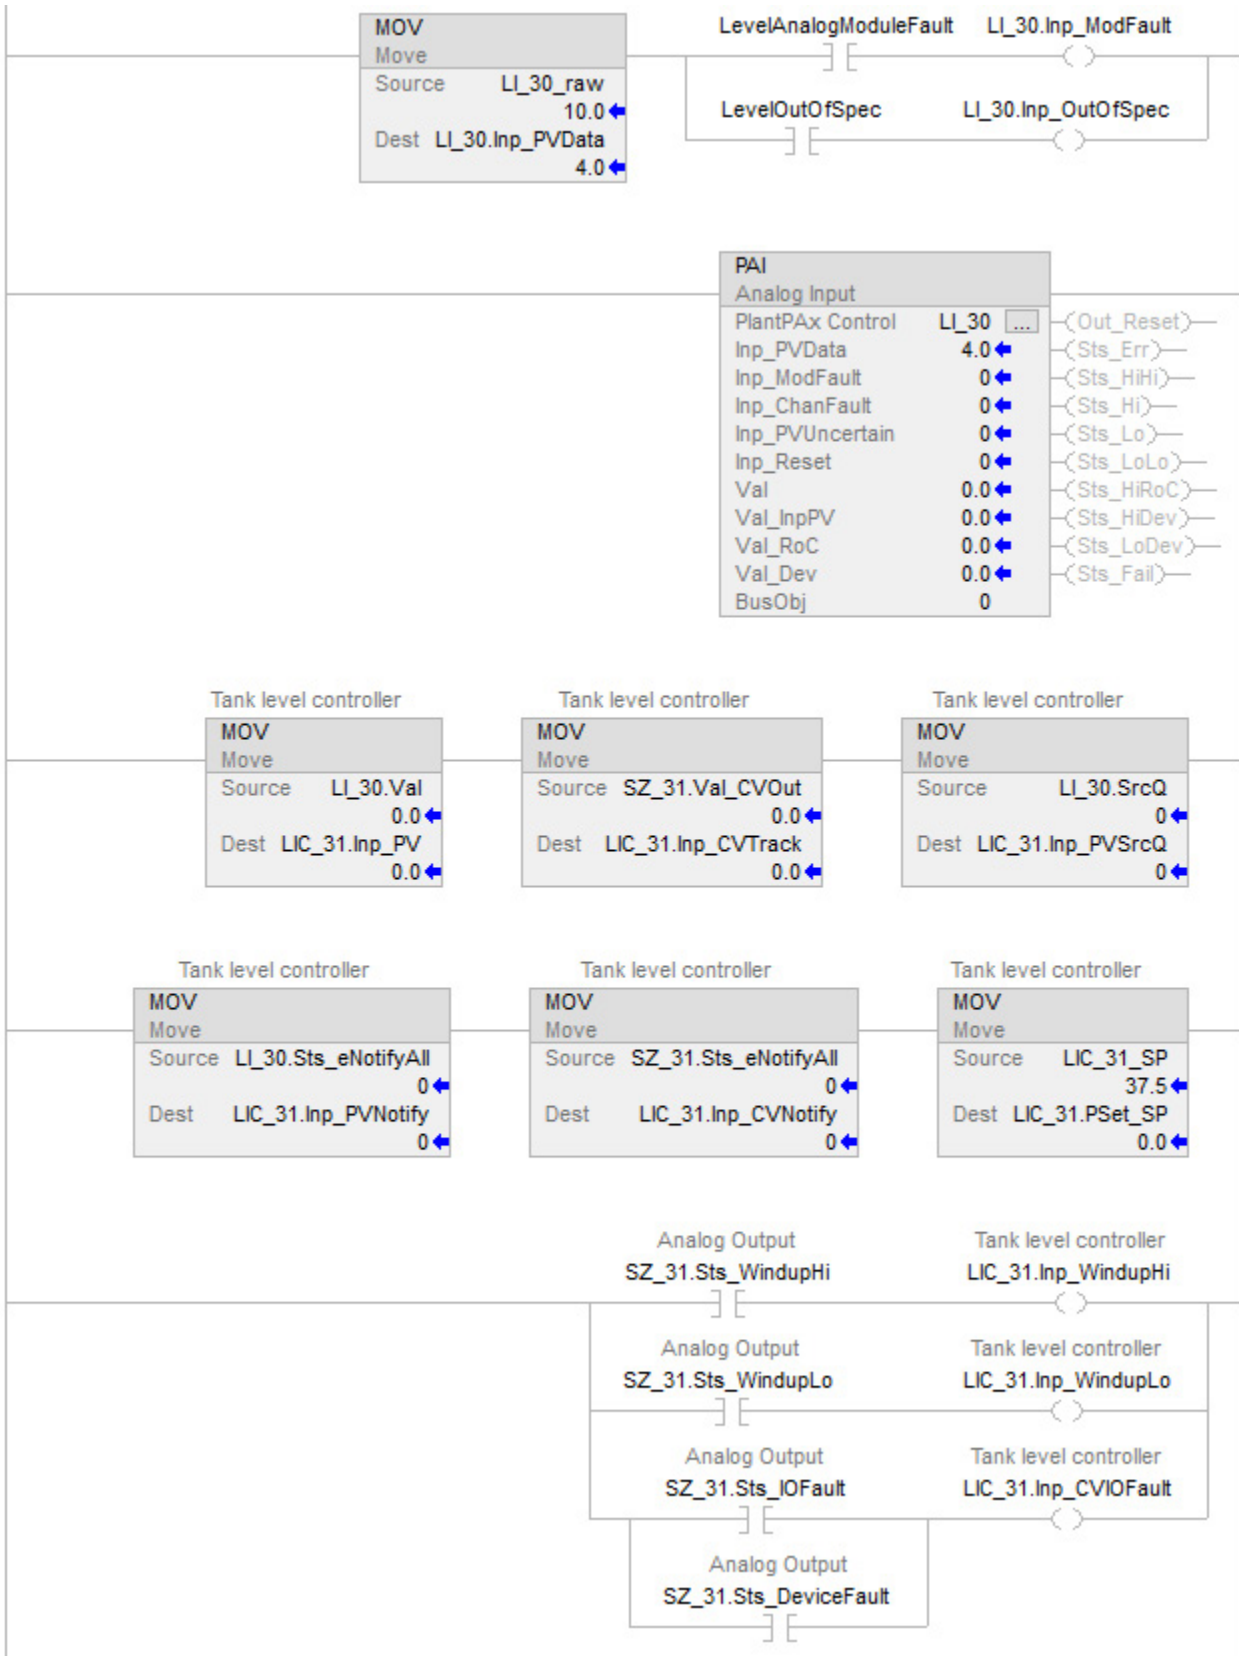 MOV
Move
Source LI_30_raw
10.0
Dest LI_30.Inp_PVData
4.0
LevelAnalogModuleFault LI_30.Inp_ModFault
LevelOutOfSpec LI_30.Inp_OutOfSpec
PAI
Analog Input
PlantPAx Control LI_30 ...
Inp_PVData 4.0
Inp_ModFault 0
Inp_ChanFault 0
Inp_PVUncertain 0
Inp_Reset 0
Val 0.0
Val_InpPV 0.0
Val_RoC 0.0
Val_Dev 0.0
BusObj 0
Out_Reset
Sts_Err
Sts_HiHi
Sts_Hi
Sts_Lo
Sts_LoLo
Sts_HiRoC
Sts_HiDev
Sts_LoDev
Sts_Fail
Tank level controller
MOV
Move
Source LI_30.Val
0.0
Dest LIC_31.Inp_PV
0.0
Tank level controller
MOV
Move
Source SZ_31.Val_CVOut
0.0
Dest LIC_31.Inp_CVTrack
0.0
Tank level controller
MOV
Move
Source LI_30.SrcQ
0
Dest LIC_31.Inp_PVSrcQ
0
Tank level controller
MOV
Move
Source LI_30.Sts_eNotifyAll
0
Dest LIC_31.Inp_PVNotify
0
Tank level controller
MOV
Move
Source SZ_31.Sts_eNotifyAll
0
Dest LIC_31.Inp_CVNotify
0
Tank level controller
MOV
Move
Source LIC_31_SP
37.5
Dest LIC_31.PSet_SP
0.0
Analog Output Tank level controller
SZ_31.Sts_WindupHi LIC_31.Inp_WindupHi
Analog Output Tank level controller
SZ_31.Sts_WindupLo LIC_31.Inp_WindupLo
Analog Output Tank level controller
SZ_31.Sts_IOFault LIC_31.Inp_CVIOFault
Analog Output
SZ_31.Sts_DeviceFault